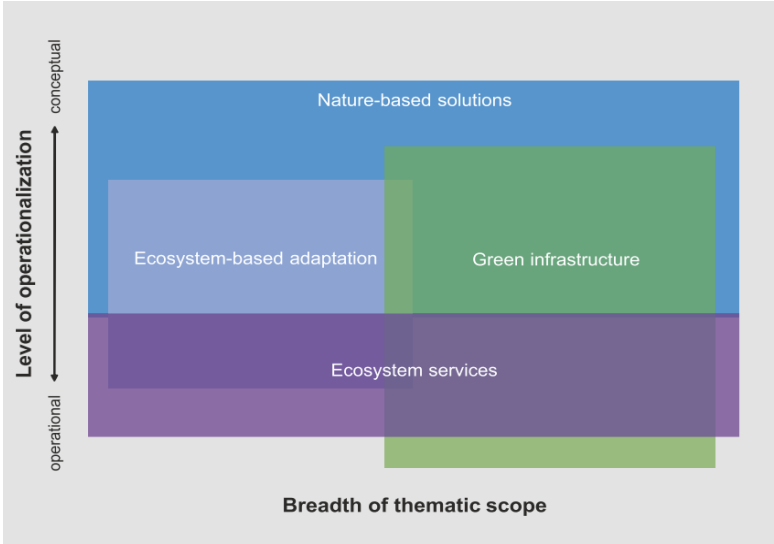 conceptual
Level of operationalization
operational
Nature-based solutions
Ecosystem-based adaptation
Green infrastructure
Ecosystem services
Breadth of thematic scope